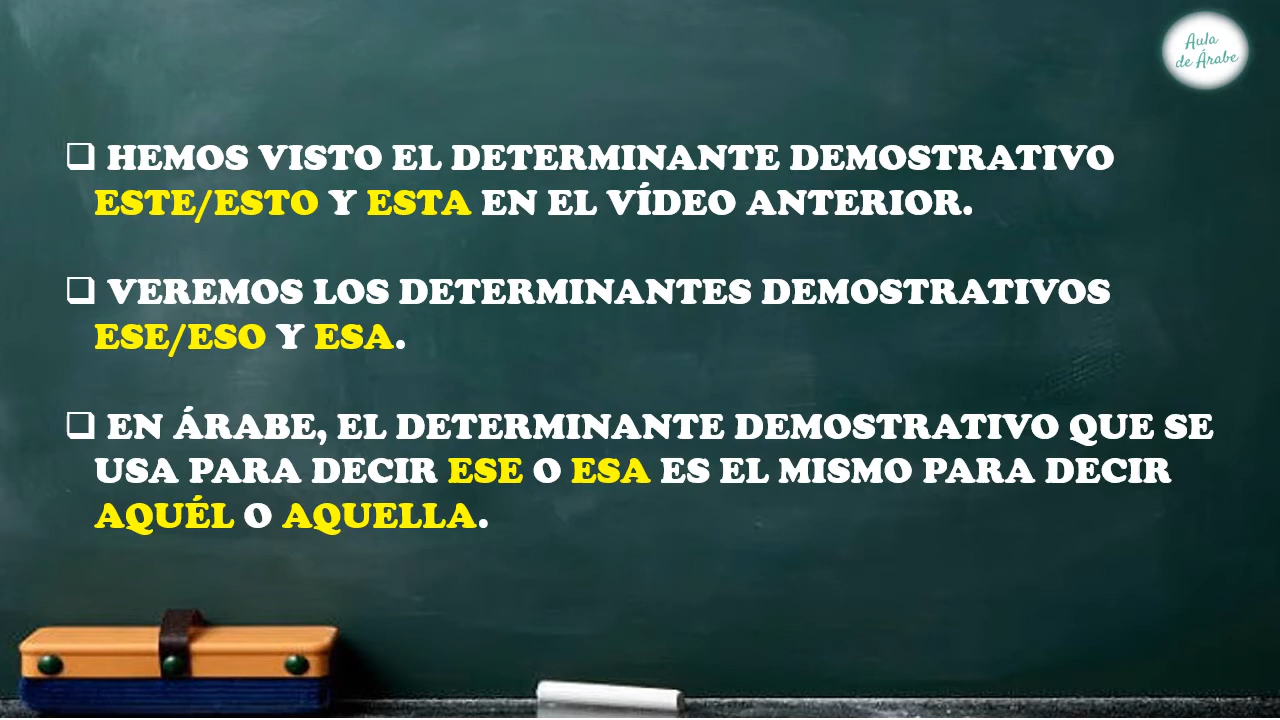 Aula
de Árabe
HEMOS VISTO EL DETERMINANTE DEMOSTRATIVO
ESTE/ESTO Y ESTA EN EL VÍDEO ANTERIOR.
VEREMOS LOS DETERMINANTES DEMOSTRATIVOS
ESE/ESO Y ESA.
EN ÁRABE, EL DETERMINANTE DEMOSTRATIVO QUE SE
USA PARA DECIR ESE O ESA ES EL MISMO PARA DECIR
AQUÉL O AQUELLA.